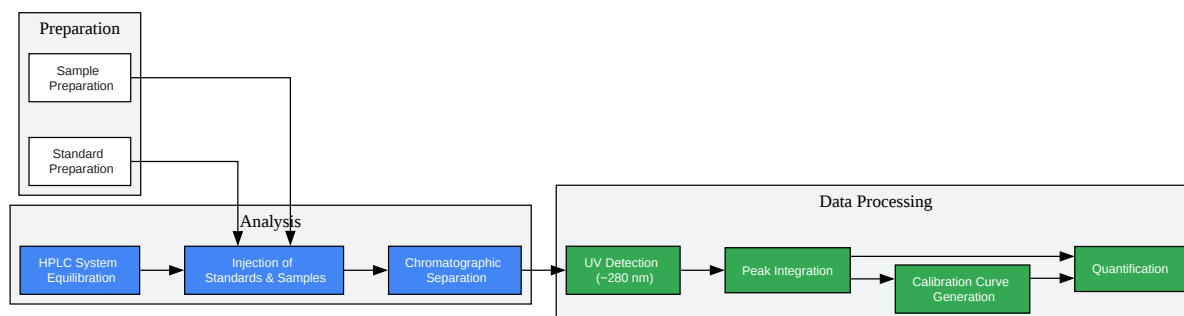 Preparation
Sample
Preparation
Standard
Preparation
Analysis
HPLC System
Equilibration
Injection of
Standards & Samples
Chromatographic
Separation
Data Processing
UV Detection
(~280 nm)
Peak Integration
Calibration Curve
Generation
Quantification